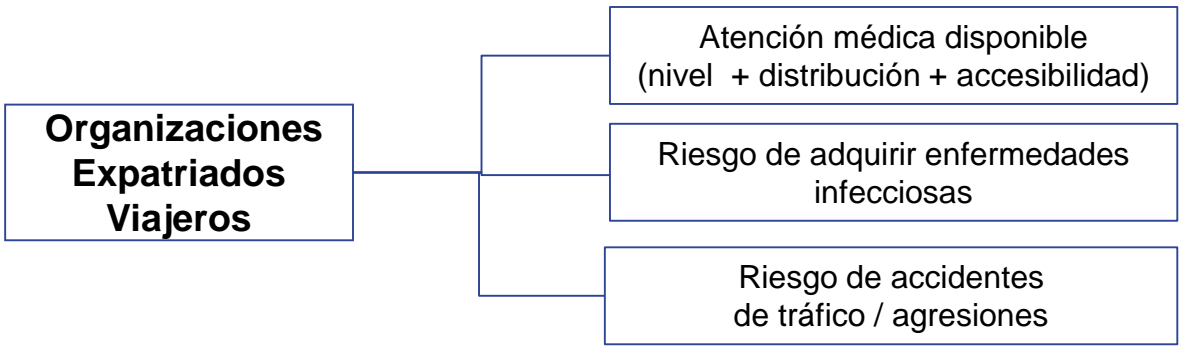 Organizaciones
Expatriados
Viajeros
Atención médica disponible
(nivel + distribución + accesibilidad)
Riesgo de adquirir enfermedades
infecciosas
Riesgo de accidentes
de tráfico / agresiones